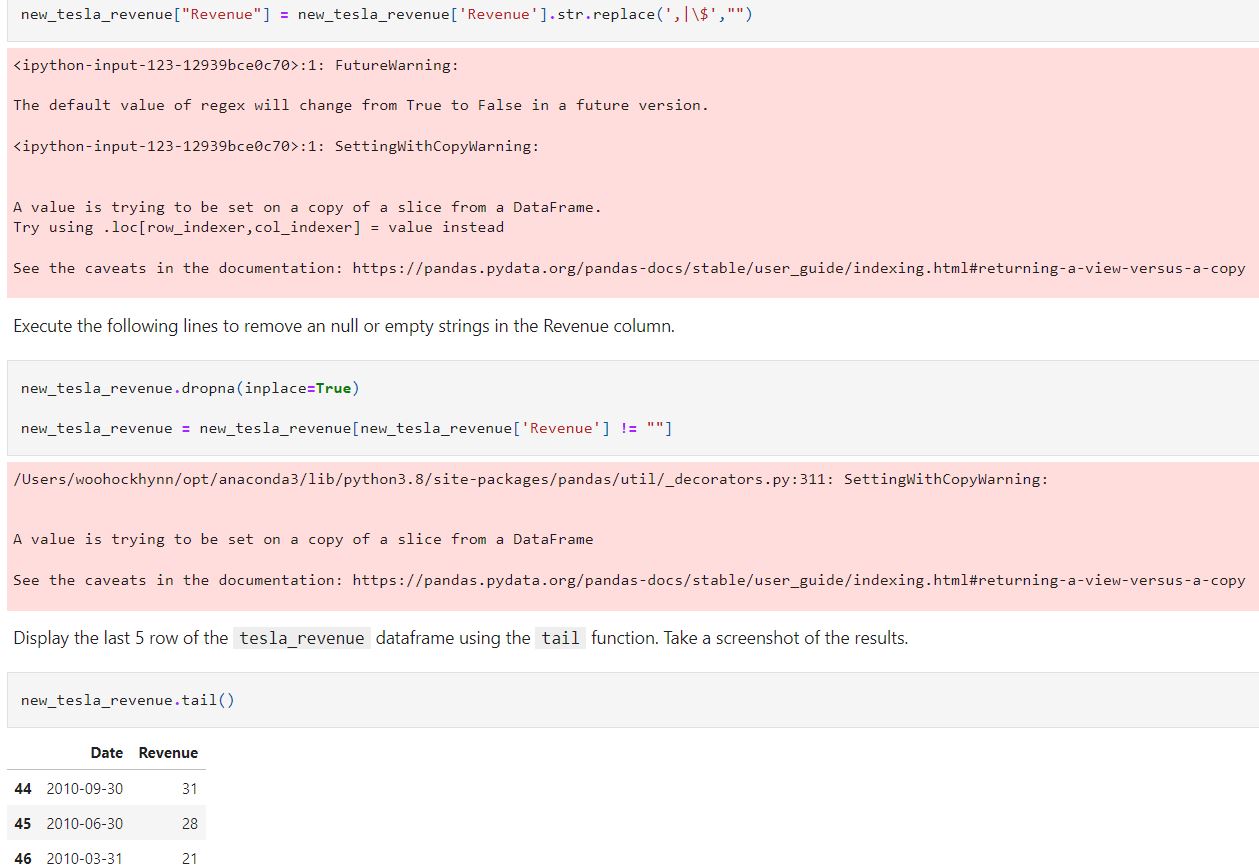 new_tesla_revenue["Revenue"] = new_tesla_revenue['Revenue'].str.replace(',|\$',"")
<ipython-input-123-12939bce0c70>:1: FutureWarning:
The default value of regex will change from True to False in a future version.
<ipython-input-123-12939bce0c70>:1: SettingWithCopyWarning:
A value is trying to be set on a copy of a slice from a DataFrame.
Try using .loc[row_indexer,col_indexer] = value instead
See the caveats in the documentation: https://pandas.pydata.org/pandas-docs/stable/user_guide/indexing.html#returning-a-view-versus-a-copy
Execute the following lines to remove an null or empty strings in the Revenue column.
new_tesla_revenue.dropna(inplace=True)
new_tesla_revenue = new_tesla_revenue[new_tesla_revenue['Revenue'] != ""]
/Users/woohockhynn/opt/anaconda3/lib/python3.8/site-packages/pandas/util/_decorators.py:311: SettingWithCopyWarning:
A value is trying to be set on a copy of a slice from a DataFrame
See the caveats in the documentation: https://pandas.pydata.org/pandas-docs/stable/user_guide/indexing.html#returning-a-view-versus-a-copy
Display the last 5 row of the tesla_revenue dataframe using the tail function. Take a screenshot of the results.
new_tesla_revenue.tail()
Date Revenue
44 2010-09-30 31
45 2010-06-30 28
46 2010-03-31 21